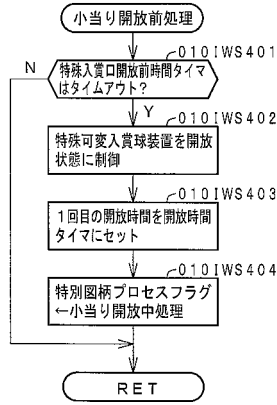 小当り開放前処理
010IWS401
N
特殊入賞口開放前時間タイマ
はタイムアウト?
Y
010IWS402
特殊可変入賞球装置を開放
状態に制御
010IWS403
1回目の開放時間を開放時間
タイマにセット
010IWS404
特別図柄プロセスフラグ
←小当り開放中処理
RET